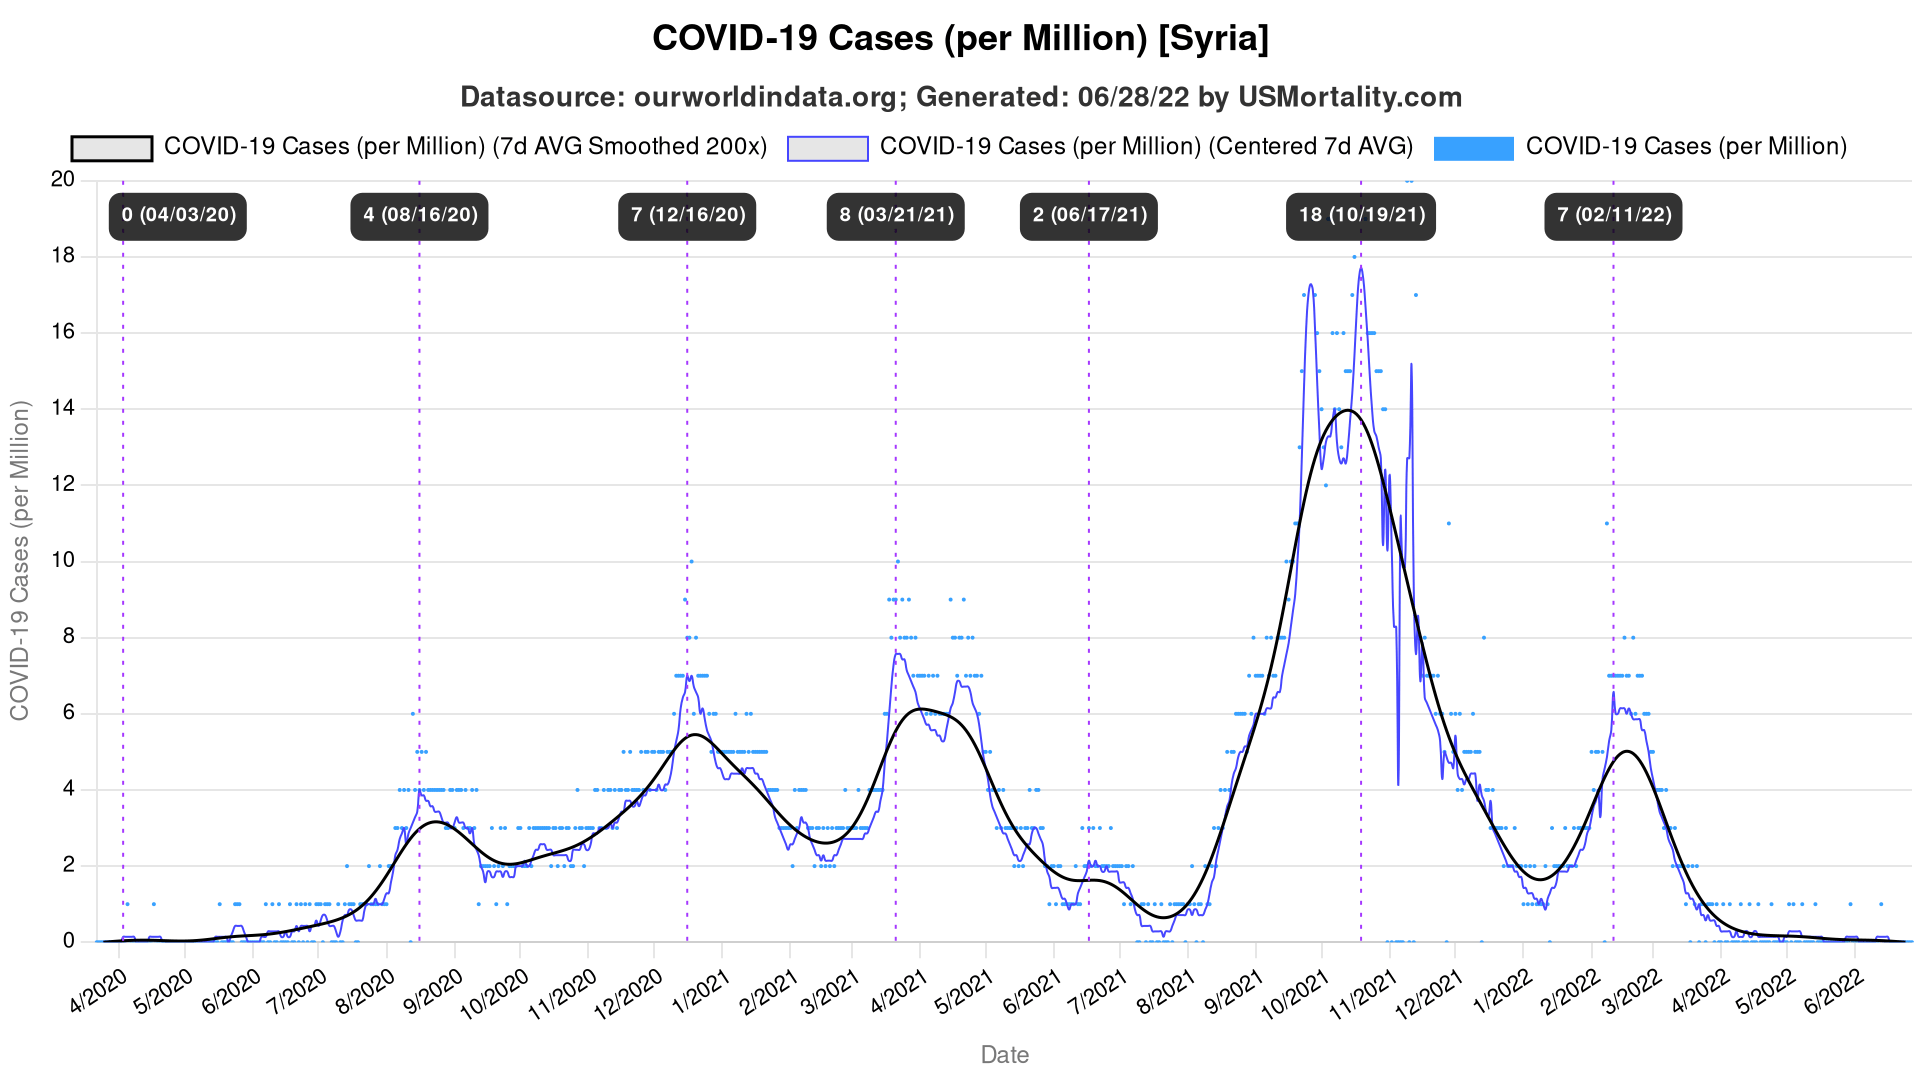 COVID-19 Cases (per Million) [Syria]
Datasource: ourworldindata.org; Generated: 06/28/22 by USMortality.com
COVID-19 Cases (per Million) (7d AVG Smoothed 200x) COVID-19 Cases (per Million) (Centered 7d AVG) COVID-19 Cases (per Million)
0 (04/03/20) 4 (08/16/20) 7 (12/16/20) 8 (03/21/21) 2 (06/17/21) 18 (10/19/21) 7 (02/11/22)
COVID-19 Cases (per Million)
20
18
16
14
12
10
8
6
4
2
0
4/2020 5/2020 6/2020 7/2020 8/2020 9/2020 10/2020 11/2020 12/2020 1/2021 2/2021 3/2021 4/2021 5/2021 6/2021 7/2021 8/2021 9/2021 10/2021 11/2021 12/2021 1/2022 2/2022 3/2022 4/2022 5/2022 6/2022
Date